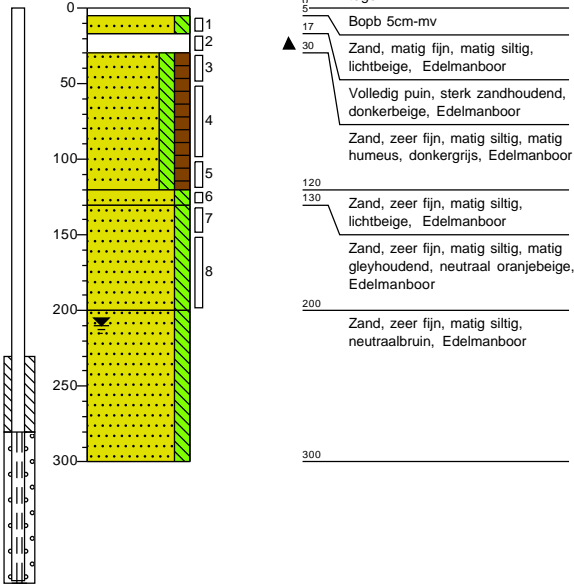 0
50
100
150
200
250
300
1
2
3
4
5
6
7
8
5
Bopb 5cm-mv
17
Zand, matig fijn, matig siltig,
lichtbeige, Edelmanboor
30
Volledig puin, sterk zandhoudend,
donkerbeige, Edelmanboor
Zand, zeer fijn, matig siltig, matig
humeus, donkergrijs, Edelmanboor
120
Zand, zeer fijn, matig siltig,
lichtbeige, Edelmanboor
130
Zand, zeer fijn, matig siltig, matig
gleyhoudend, neutraal oranjebeige,
Edelmanboor
200
Zand, zeer fijn, matig siltig,
neutraalbruin, Edelmanboor
300